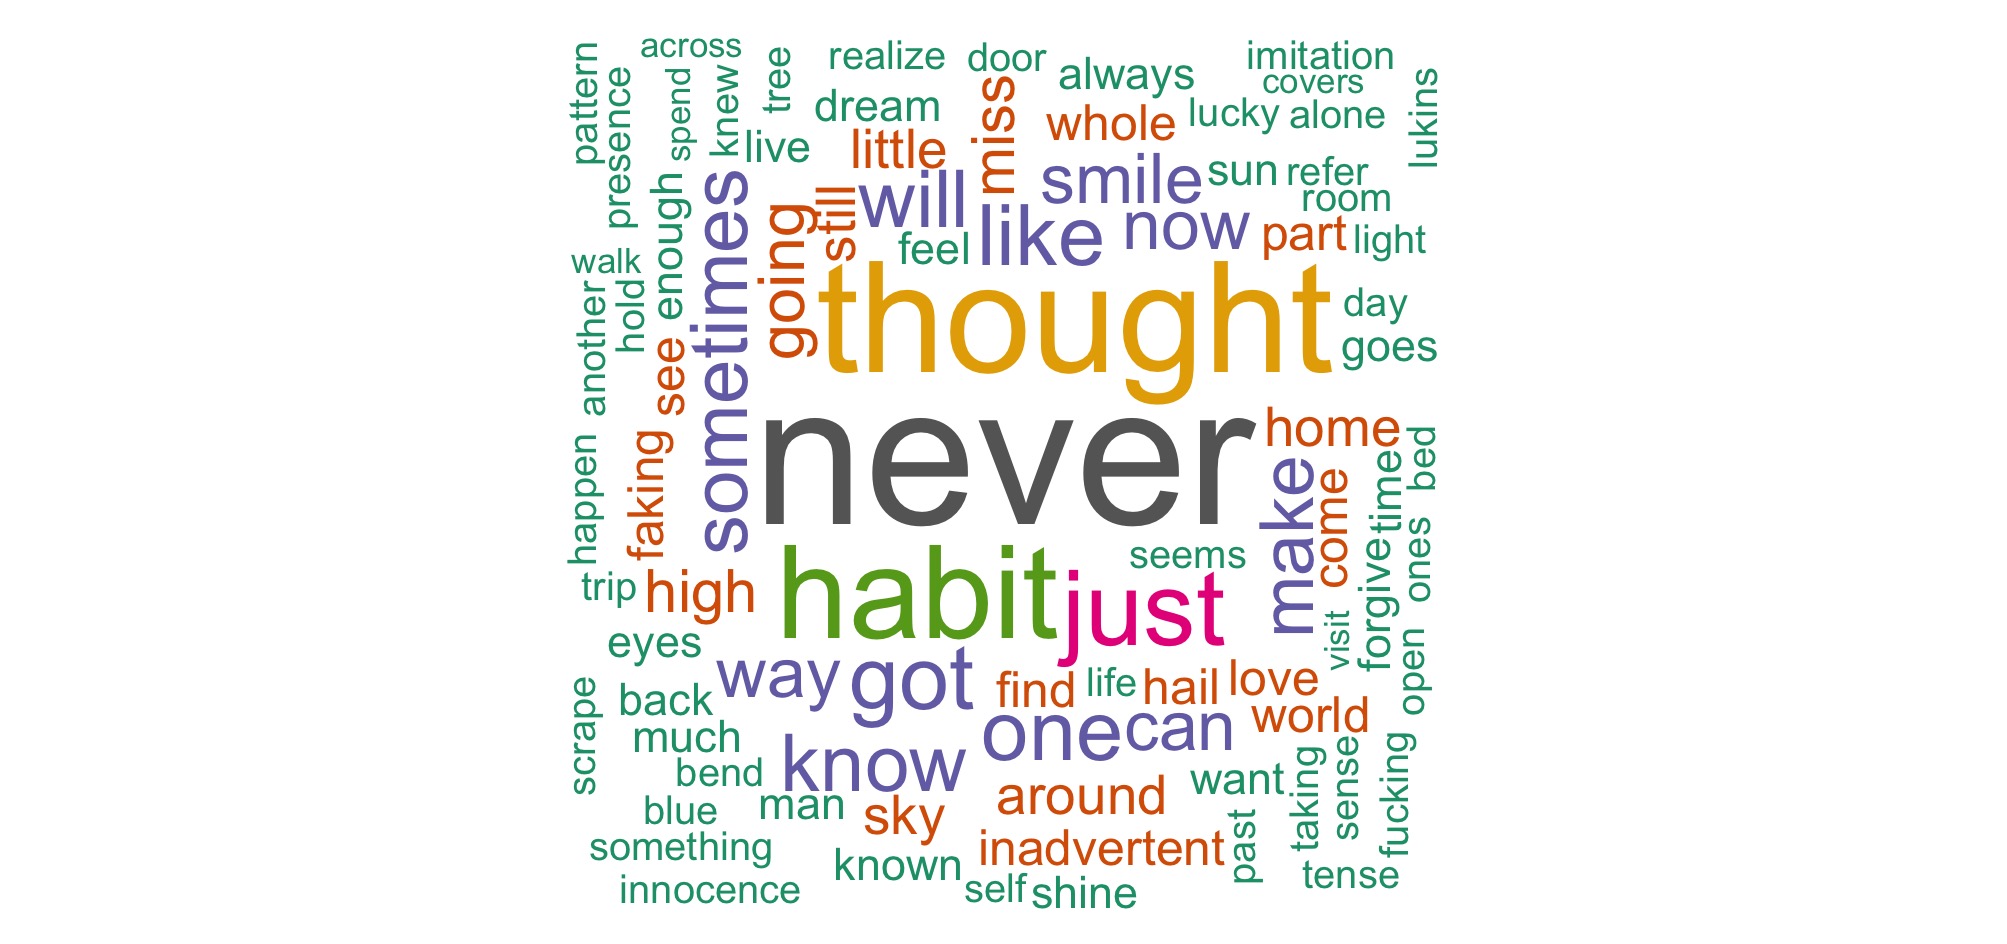 across
realize
door
always
imitation
covers
pattern
presence
spend
knew
tree
dream
miss
whole
lucky
alone
lukins
live
little
smile
sun
refer
room
will
still
like
now
part
light
feel
enough
sometimes
going
walk
another
hold
thought
day
goes
see
never
home
bed
happen
faking
make
come
time
seems
habit
just
forgive
ones
trip
high
eyes
visit
open
way
got
find
life
hail
love
world
scrape
back
much
one
can
know
bend
want
taking
sense
fucking
blue
man
sky
around
something
known
inadvertent
past
tense
innocence
self
shine